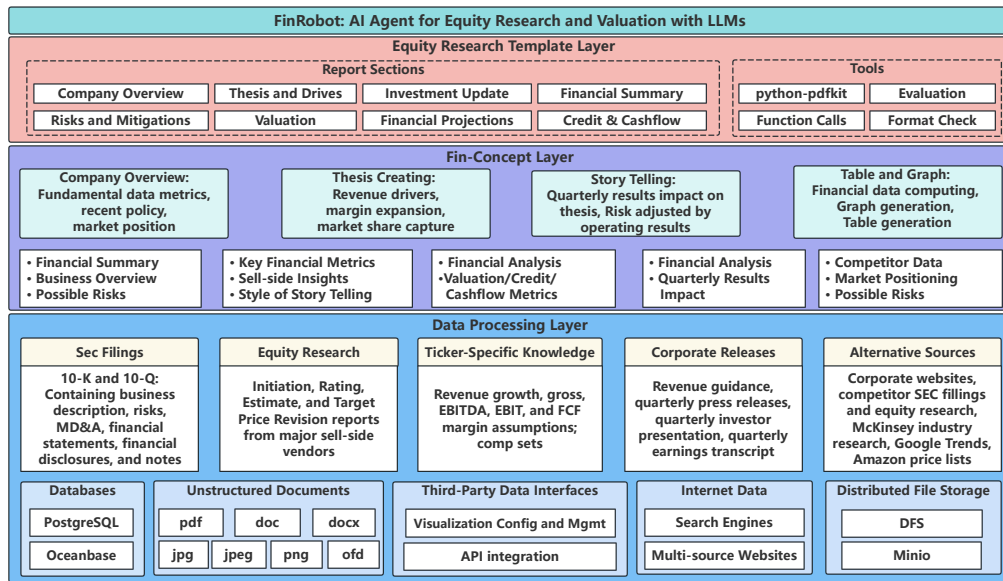 FinRobot: AI Agent for Equity Research and Valuation with LLMs
Equity Research Template Layer
Report Sections
Company Overview
Thesis and Drives
Investment Update
Financial Summary
Risks and Mitigations
Valuation
Financial Projections
Credit & Cashflow
Tools
python-pdfkit
Evaluation
Function Calls
Format Check
Fin-Concept Layer
Company Overview:
Fundamental data metrics,
recent policy,
market position
Thesis Creating:
Revenue drivers,
margin expansion,
market share capture
Story Telling:
Quarterly results impact on
thesis, Risk adjusted by
operating results
Table and Graph:
Financial data computing,
Graph generation,
Table generation
• Financial Summary
• Business Overview
• Possible Risks
• Key Financial Metrics
• Sell-side Insights
• Style of Story Telling
• Financial Analysis
•Valuation/Credit/
Cashflow Metrics
• Financial Analysis
• Quarterly Results
Impact
• Competitor Data
• Market Positioning
• Possible Risks
Data Processing Layer
Sec Filings
10-K and 10-Q:
Containing business
description, risks,
MD&A, financial
statements, financial
disclosures, and notes
Equity Research
Initiation, Rating,
Estimate, and Target
Price Revision reports
from major sell-side
vendors
Ticker-Specific Knowledge
Revenue growth, gross,
EBITDA, EBIT, and FCF
margin assumptions;
comp sets
Corporate Releases
Revenue guidance,
quarterly press releases,
quarterly investor
presentation, quarterly
earnings transcript
Alternative Sources
Corporate websites,
competitor SEC fillings
and equity research,
McKinsey industry
research, Google Trends,
Amazon price lists
Databases
PostgreSQL
Oceanbase
Unstructured Documents
pdf
doc
docx
jpg
jpeg
png
ofd
Third-Party Data Interfaces
Visualization Config and Mgmt
API integration
Internet Data
Search Engines
Multi-source Websites
Distributed File Storage
DFS
Minio